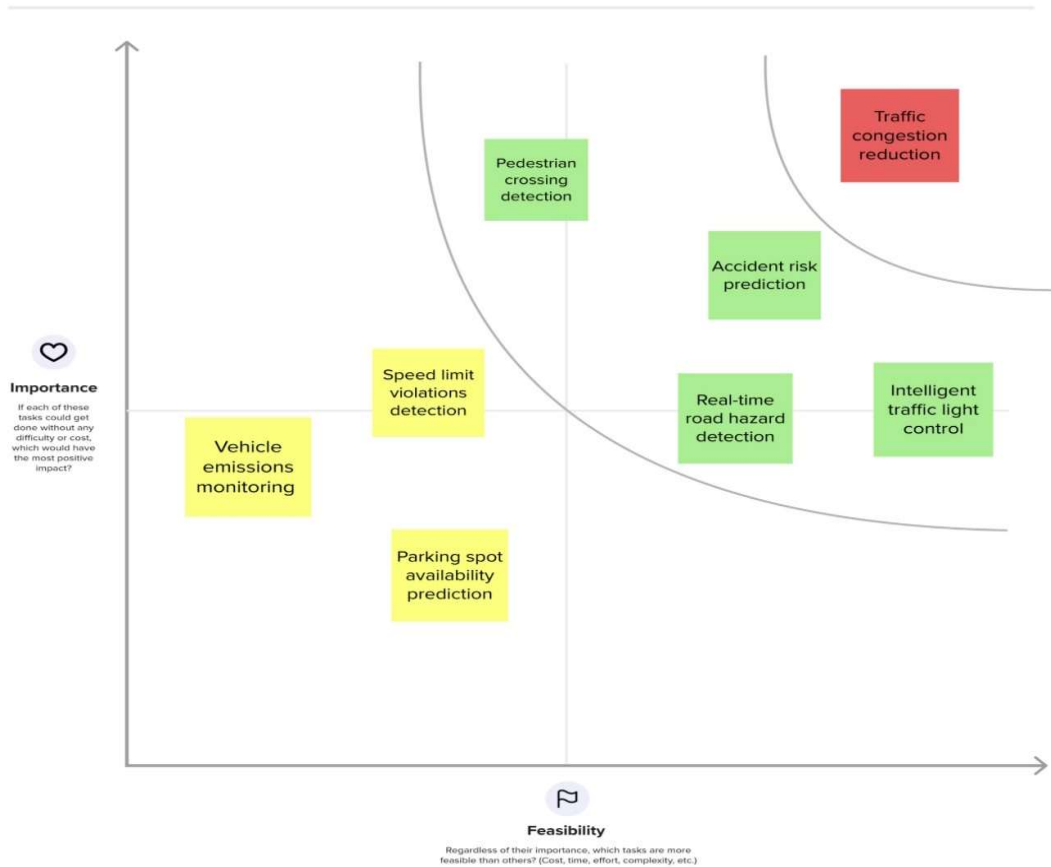 Traffic
congestion
reduction
Pedestrian
crossing
detection
Accident risk
prediction
Importance
If each of these
tasks could get
done without any
difficulty or cost,
which would have
the most positive
impact?
Speed limit
violations
detection
Real-time
road hazard
detection
Intelligent
traffic light
control
Vehicle
emissions
monitoring
Parking spot
availability
prediction
Feasibility
Regardless of their importance, which tasks are more
feasible than others? (Cost, time, effort, complexity, etc.)